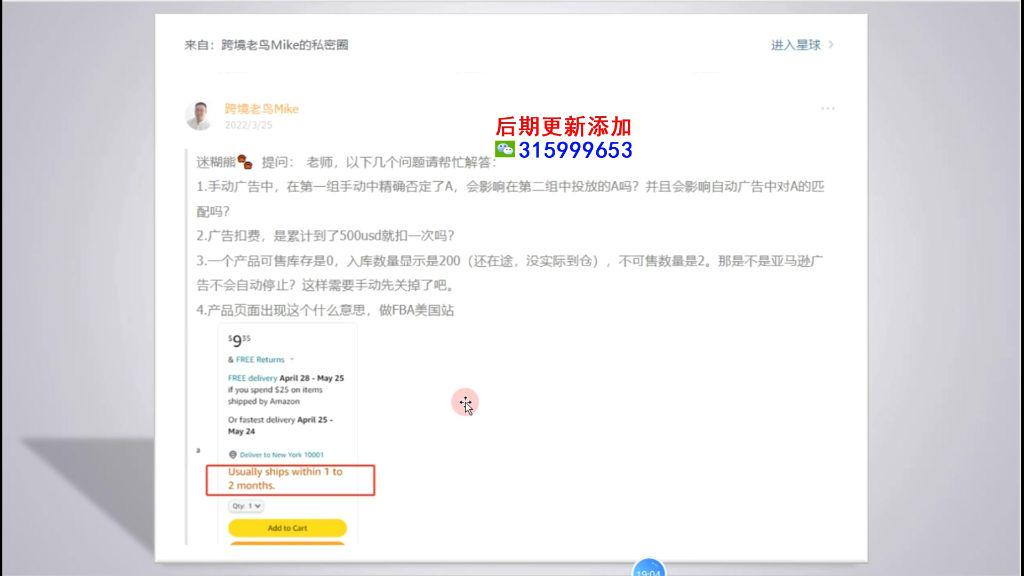 来自：跨境老鸟Mike的私密圈
进入星球
跨境老鸟Mike
2022/3/25
后期更新添加
315999653
迷糊熊 提问： 老师，以下几个问题请帮忙解答：
1.手动广告中，在第一组手动中精确否定了A，会影响在第二组中投放的A吗？并且会影响自动广告中对A的匹
配吗？
2.广告扣费，是累计到了500usd就扣一次吗？
3.一个产品可售库存是0，入库数量显示是200（还在途，没实际到仓），不可售数量是2。那是不是亚马逊广
告不会自动停止？这样需要手动先关掉了吧。
4.产品页面出现这个什么意思，做FBA美国站
$9.35
& FREE Returns
FREE delivery April 28 - May 25
if you spend $25 on items
shipped by Amazon
Or fastest delivery April 25 -
May 24
a
Deliver to New York 10001
Usually ships within 1 to
2 months.
Qty: 1
Add to Cart
19:04